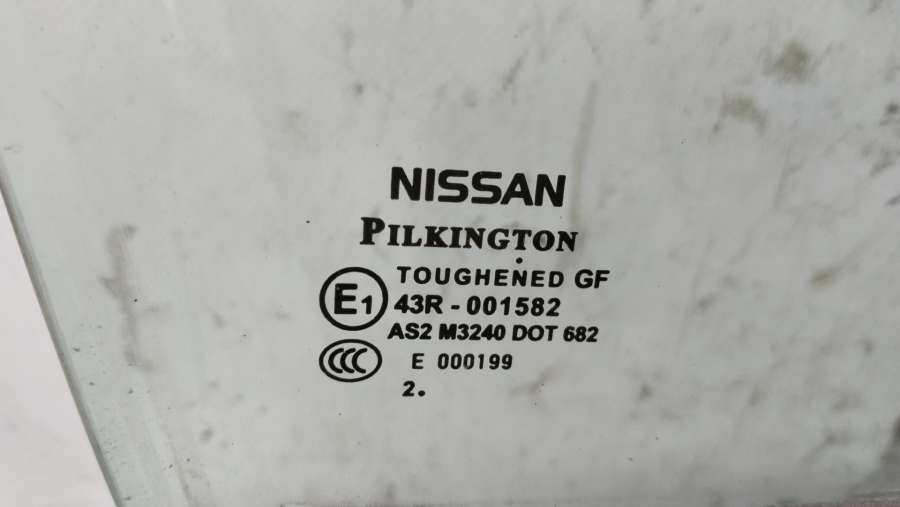 NISSAN
PILKINGTON
TOUGHENED GF
E1 43R - 001582
AS2 M3240 DOT 682
CCC E 000199
2.